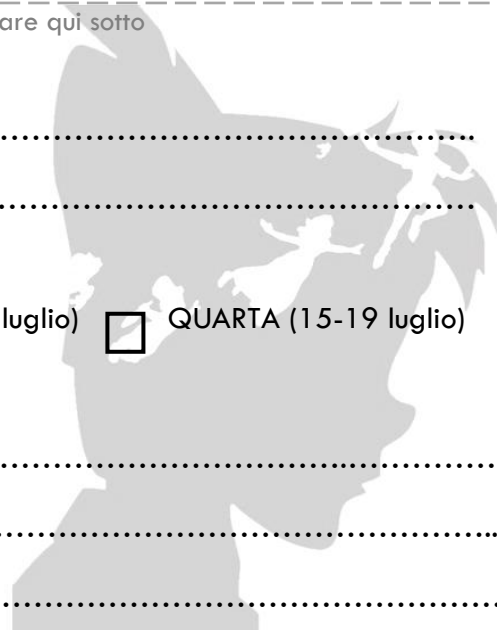 are qui sotto
……………………………………………….
……………………………………………….
luglio) QUARTA (15-19 luglio)
………………………………..……………
………………………………………………..
…………………………………………………